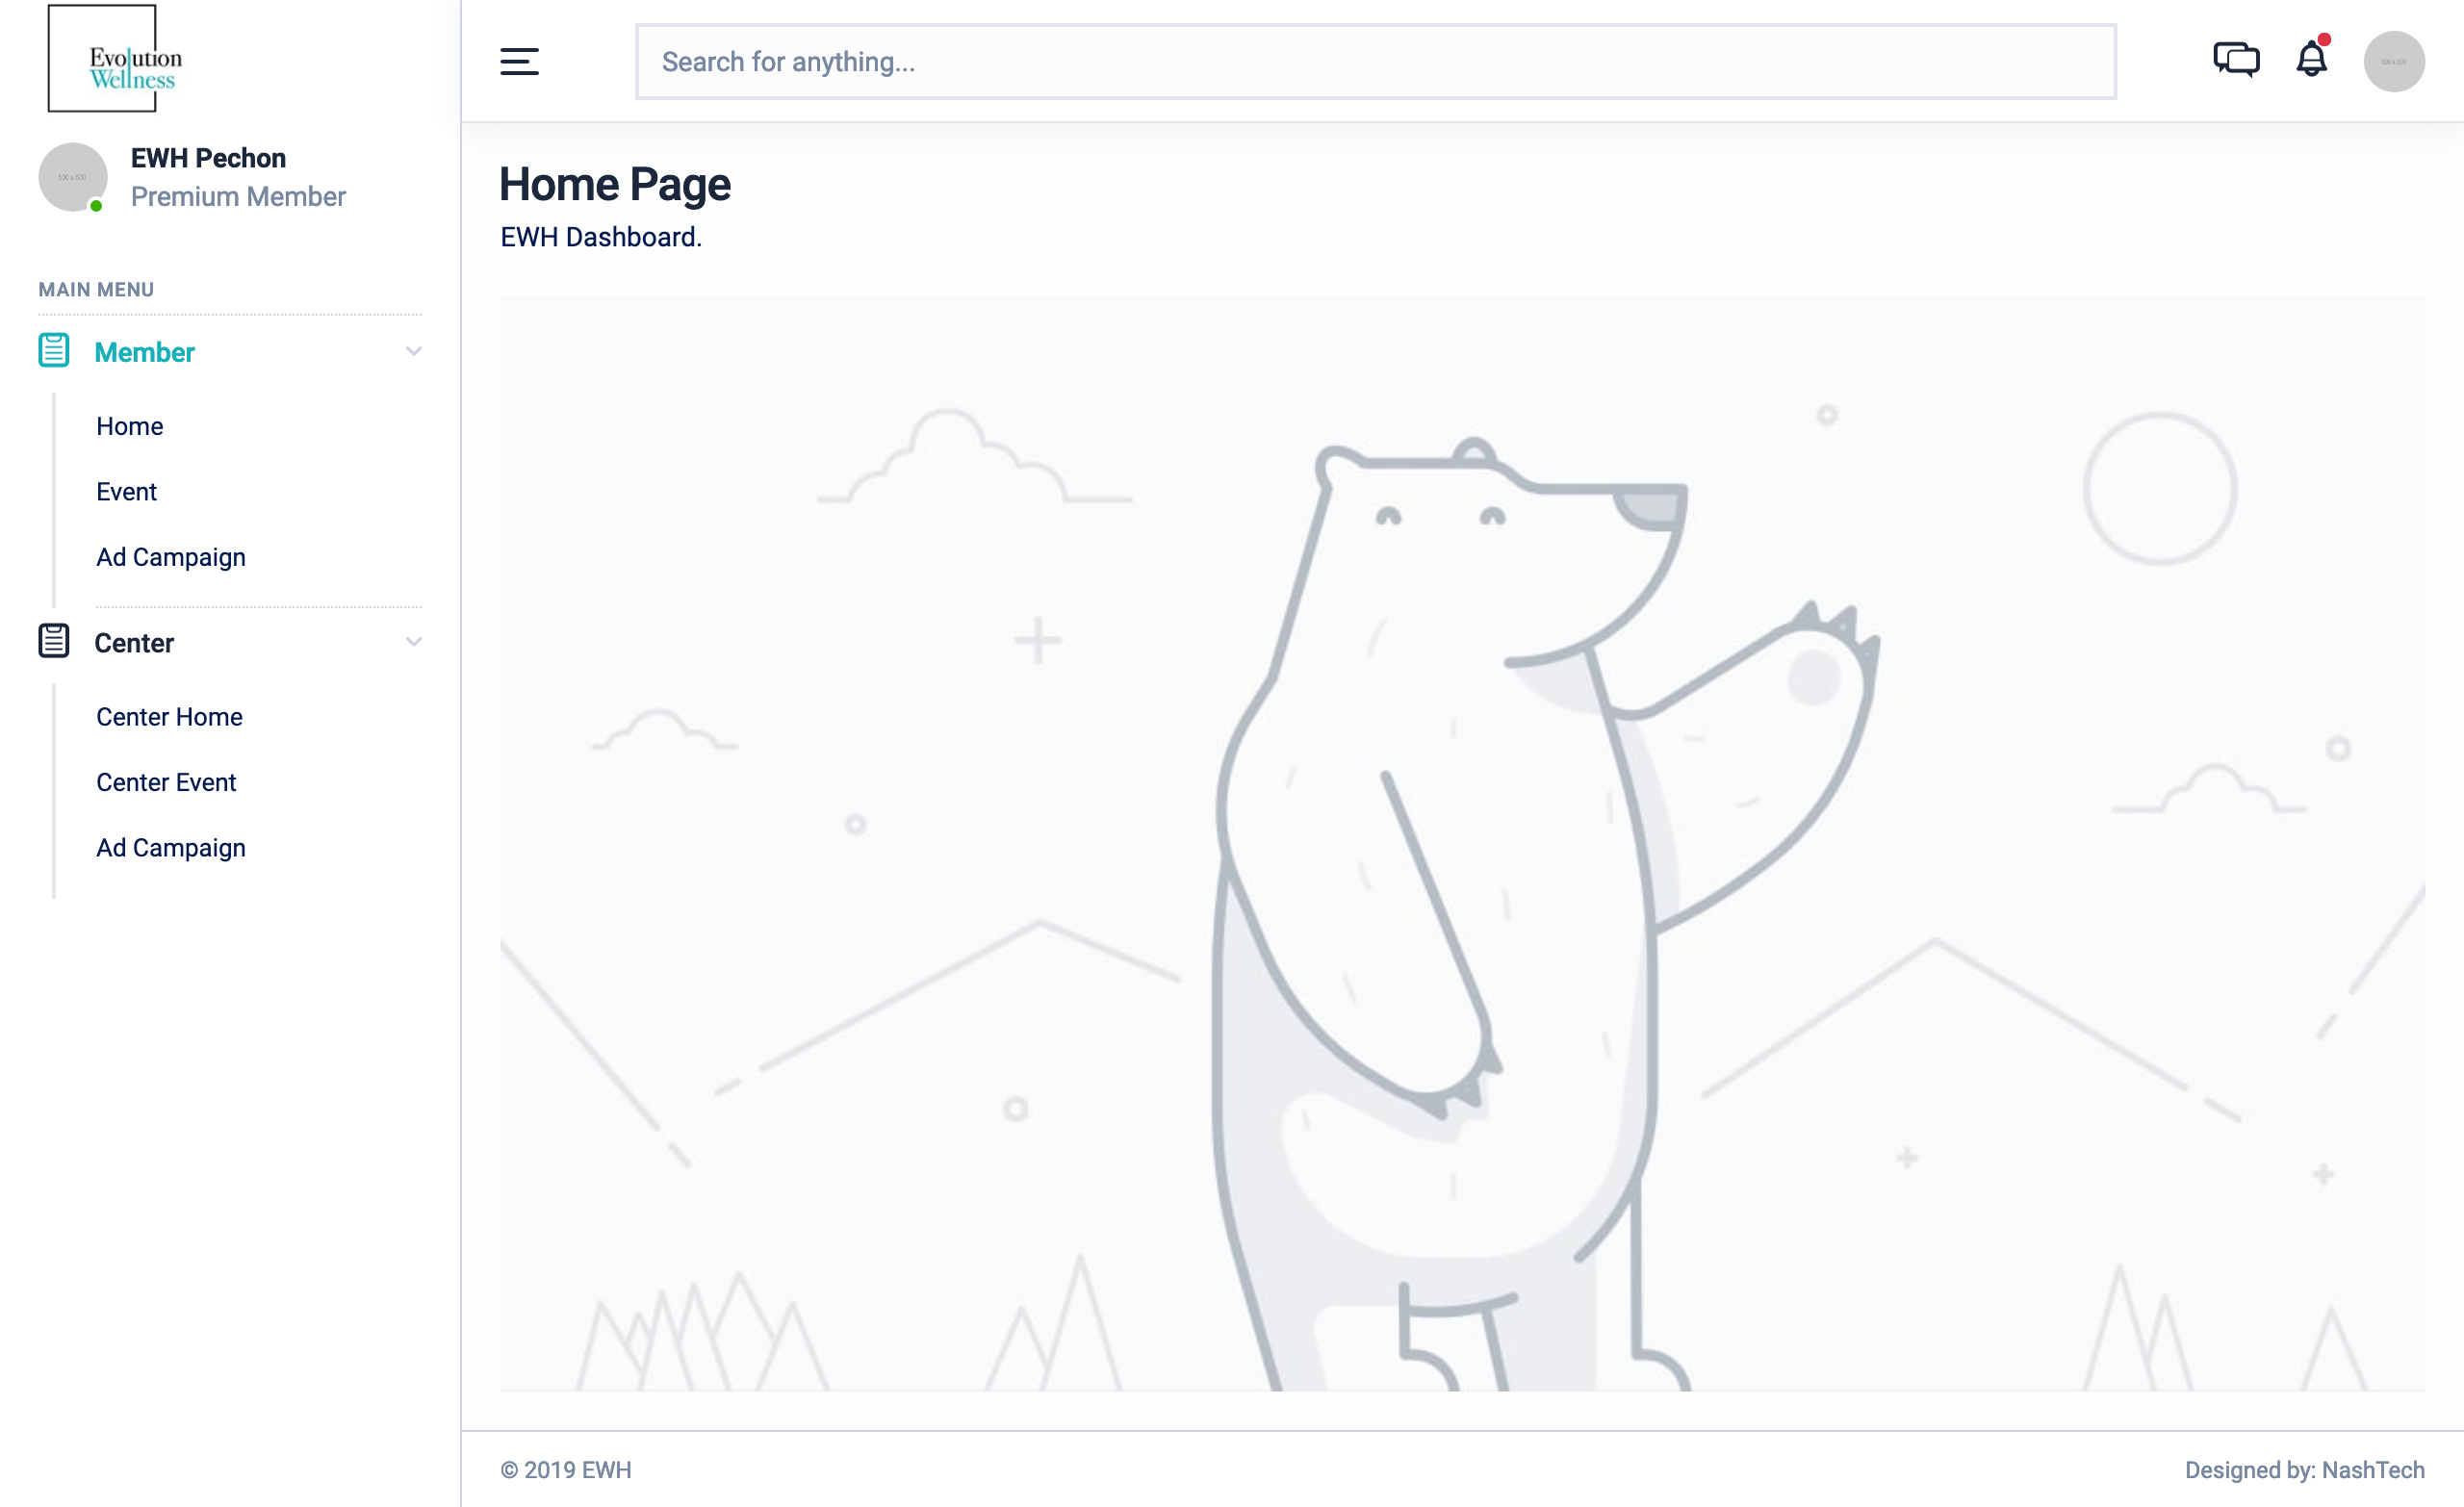 Evolution
Wellness
EWH Pechon
Premium Member
MAIN MENU
Member
Home
Event
Ad Campaign
Center
Center Home
Center Event
Ad Campaign
Search for anything...
Home Page
EWH Dashboard.
© 2019 EWH
Designed by: NashTech